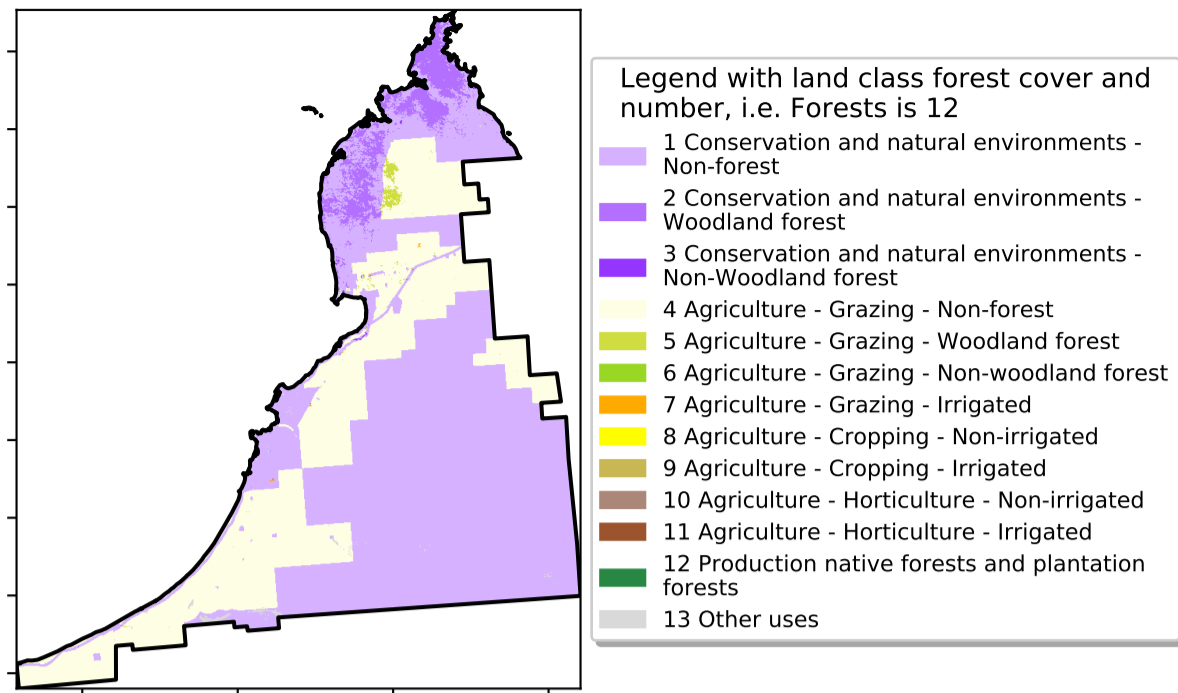 Legend with land class forest cover and
number, i.e. Forests is 12
1 Conservation and natural environments -
Non-forest
2 Conservation and natural environments -
Woodland forest
3 Conservation and natural environments -
Non-Woodland forest
4 Agriculture - Grazing - Non-forest
5 Agriculture - Grazing - Woodland forest
6 Agriculture - Grazing - Non-woodland forest
7 Agriculture - Grazing - Irrigated
8 Agriculture - Cropping - Non-irrigated
9 Agriculture - Cropping - Irrigated
10 Agriculture - Horticulture - Non-irrigated
11 Agriculture - Horticulture - Irrigated
12 Production native forests and plantation
forests
13 Other uses